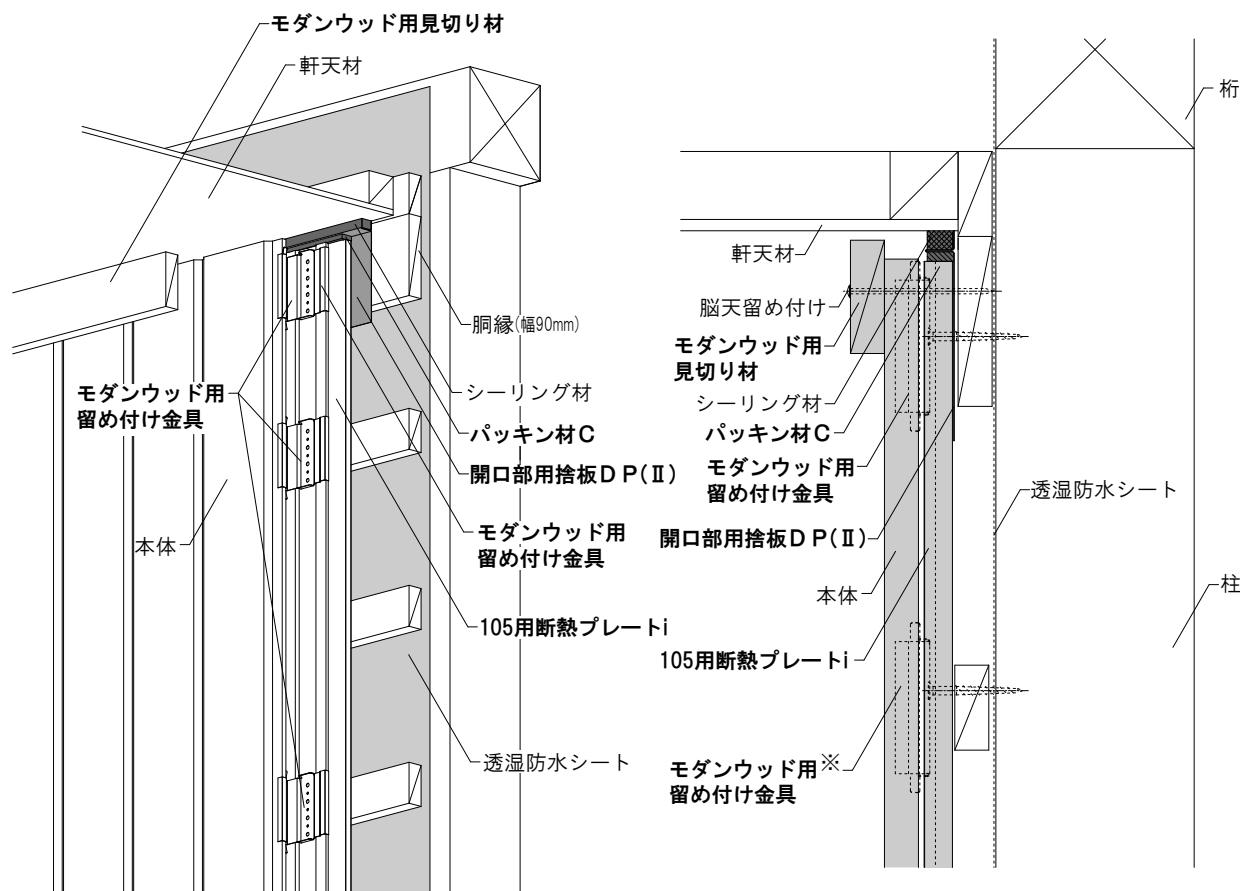 モダンウッド用見切り材
軒天材
胴縁(幅90mm)
シーリング材
パッキン材C
開口部用捨板DP(Ⅱ)
モダンウッド用
留め付け金具
モダンウッド用
留め付け金具
本体
105用断熱プレートi
透湿防水シート
桁
軒天材
脳天留め付け
モダンウッド用
見切り材
シーリング材
パッキン材C
モダンウッド用
留め付け金具
開口部用捨板DP(Ⅱ)
本体
105用断熱プレートi
モダンウッド用※
留め付け金具
透湿防水シート
柱